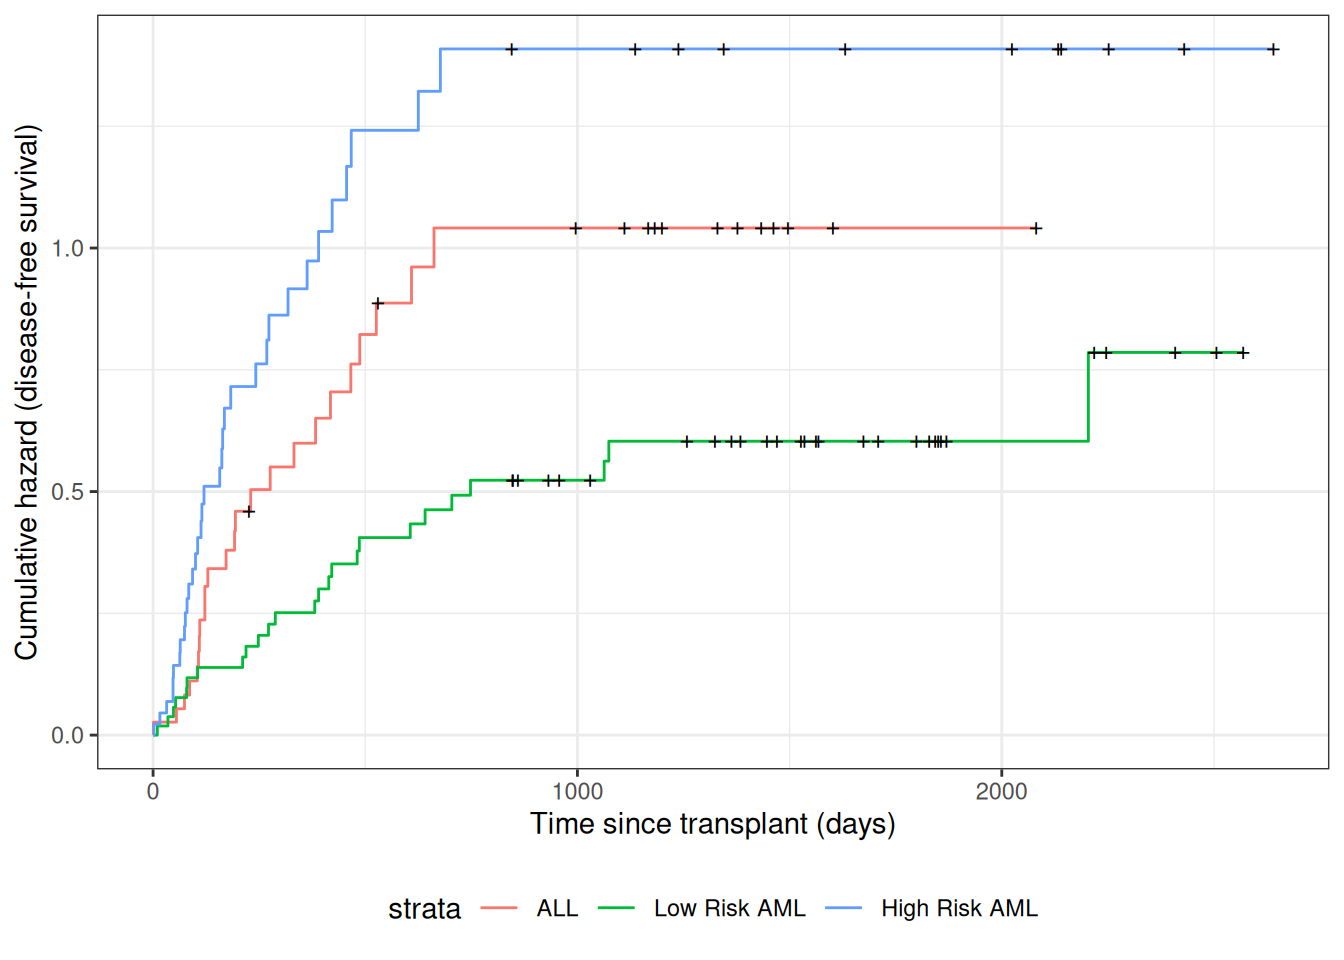 Cumulative hazard (disease-free survival)
1.0
0.5
0.0
0 1000 2000
Time since transplant (days)
strata ALL Low Risk AML High Risk AML